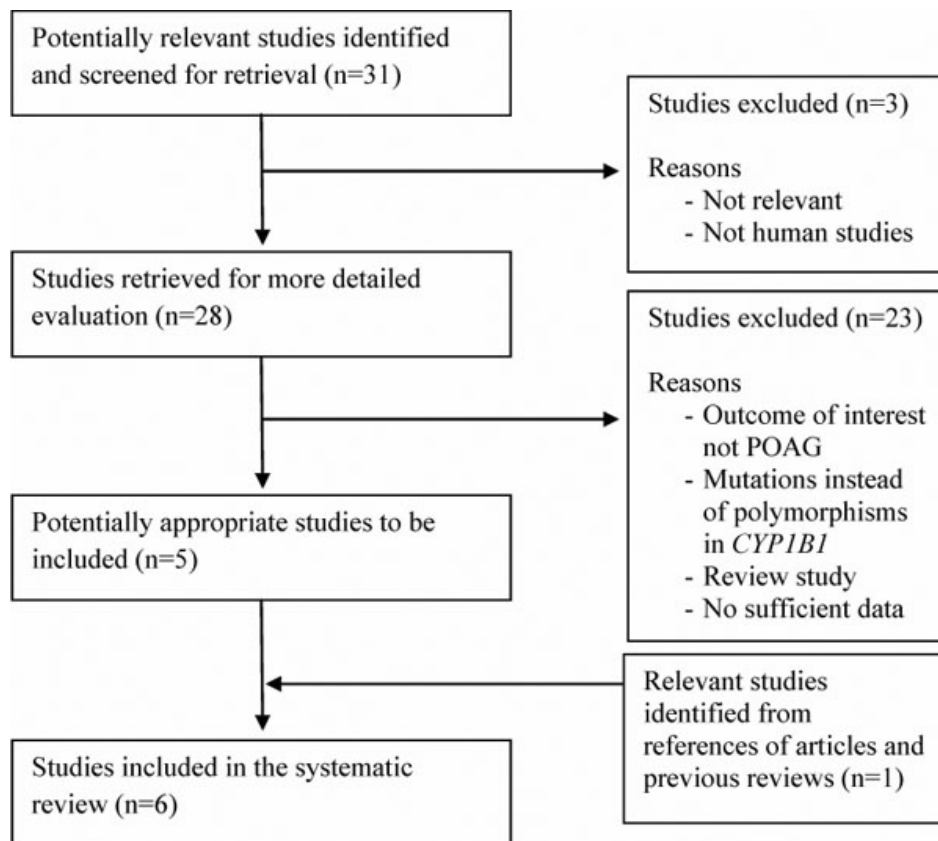 Potentially relevant studies identified
and screened for retrieval (n=31)
Studies excluded (n=3)
Reasons
- Not relevant
- Not human studies
Studies retrieved for more detailed
evaluation (n=28)
Studies excluded (n=23)
Reasons
- Outcome of interest
not POAG
- Mutations instead
of polymorphisms
in CYP1B1
- Review study
- No sufficient data
Potentially appropriate studies to be
included (n=5)
Relevant studies
identified from
references of articles and
previous reviews (n=1)
Studies included in the systematic
review (n=6)